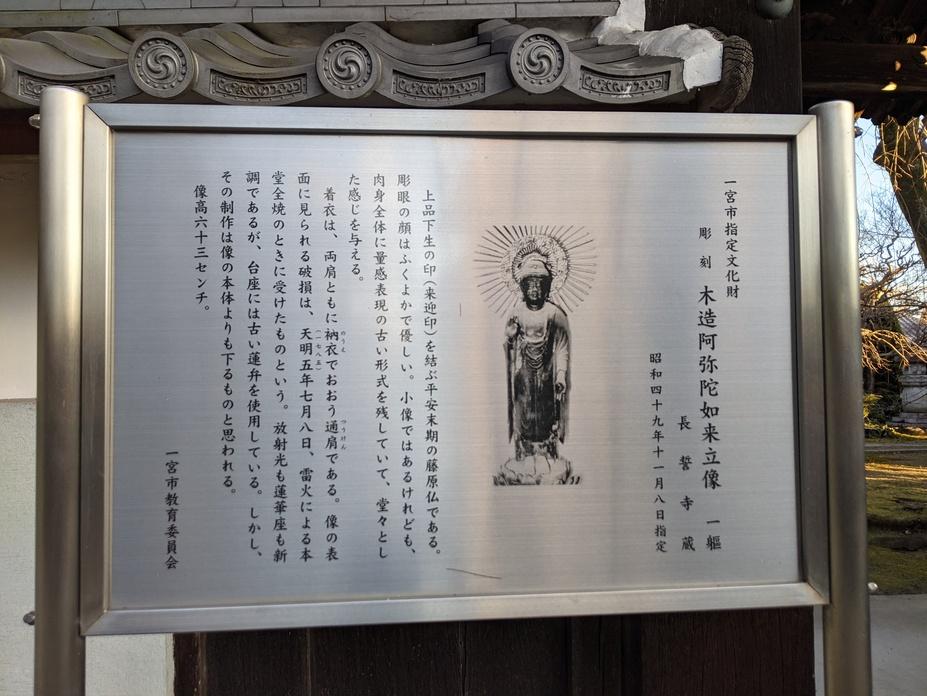 一宮市指定文化財
彫刻 木造阿弥陀如来立像 一軀
長誓寺蔵
昭和四十九年十一月八日指定
上品下生の印(来迎印)を結ぶ平安末期の藤原仏である。
彫眼の顔はふくよかで優しい。小像ではあるけれども、
肉身全体に量感表現の古い形式を残していて、堂々とし
た感じを与える。
着衣は、両肩ともに衲衣でおおう通肩である。像の表
のうえ つうけん
面に見られる破損は、天明五年七月八日、雷火による本
(一七八五)
堂全焼のときに受けたものという。放射光も蓮華座も新
調であるが、台座には古い蓮弁を使用している。しかし、
その制作は像の本体よりも下るものと思われる。
像高六十三センチ。
一宮市教育委員会